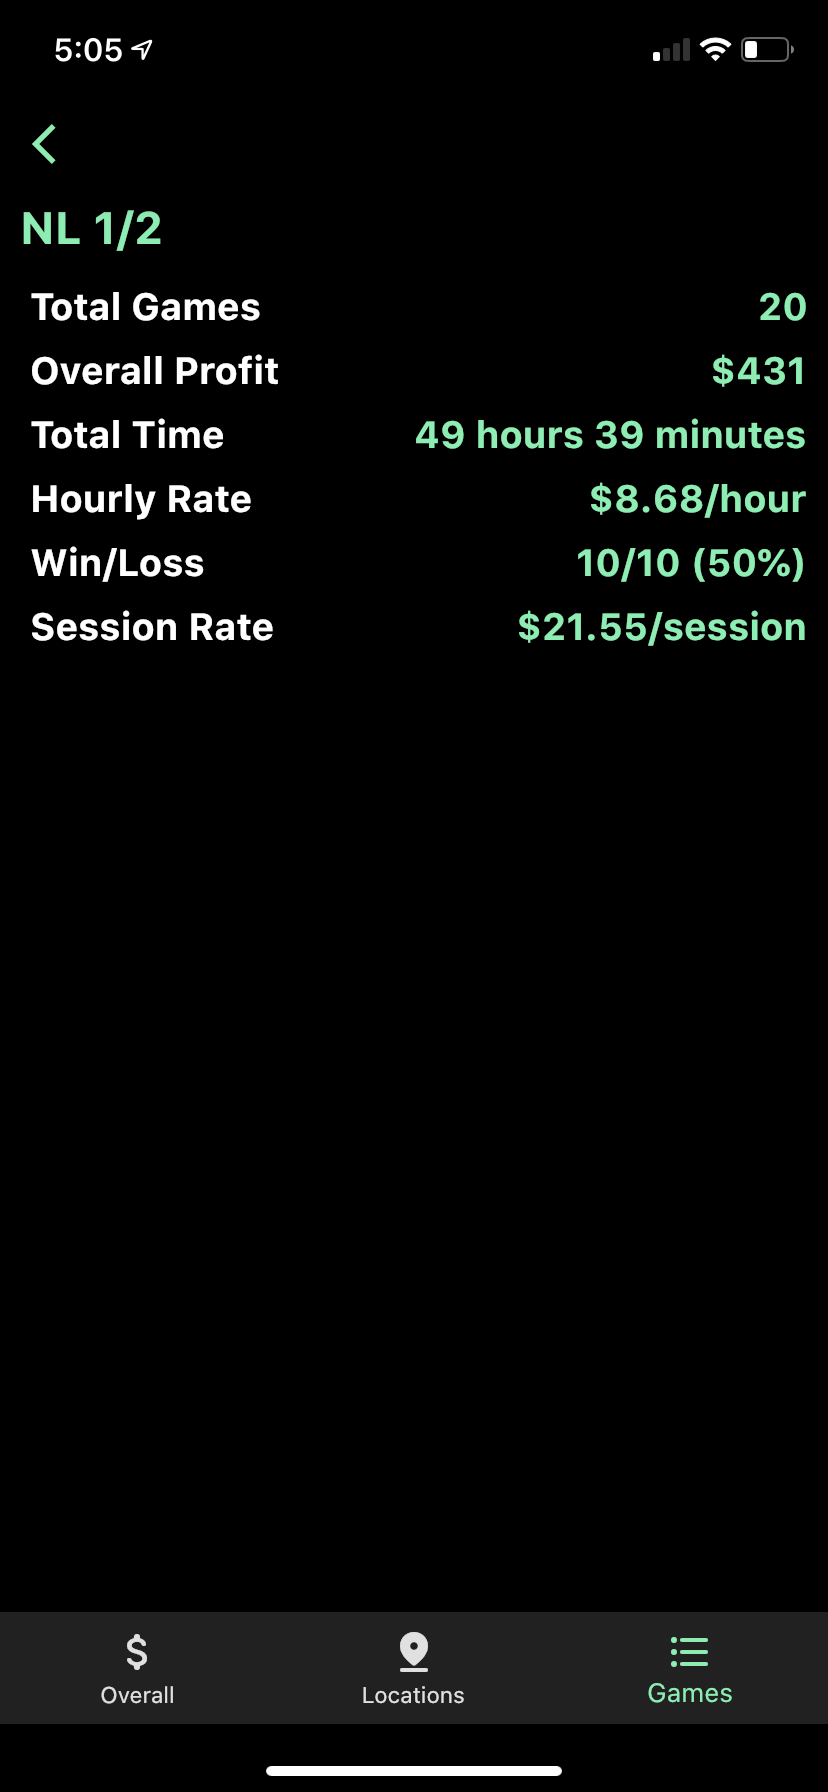 5:05
NL 1/2
Total Games 20
Overall Profit $431
Total Time 49 hours 39 minutes
Hourly Rate $8.68/hour
Win/Loss 10/10 (50%)
Session Rate $21.55/session
Overall Locations Games